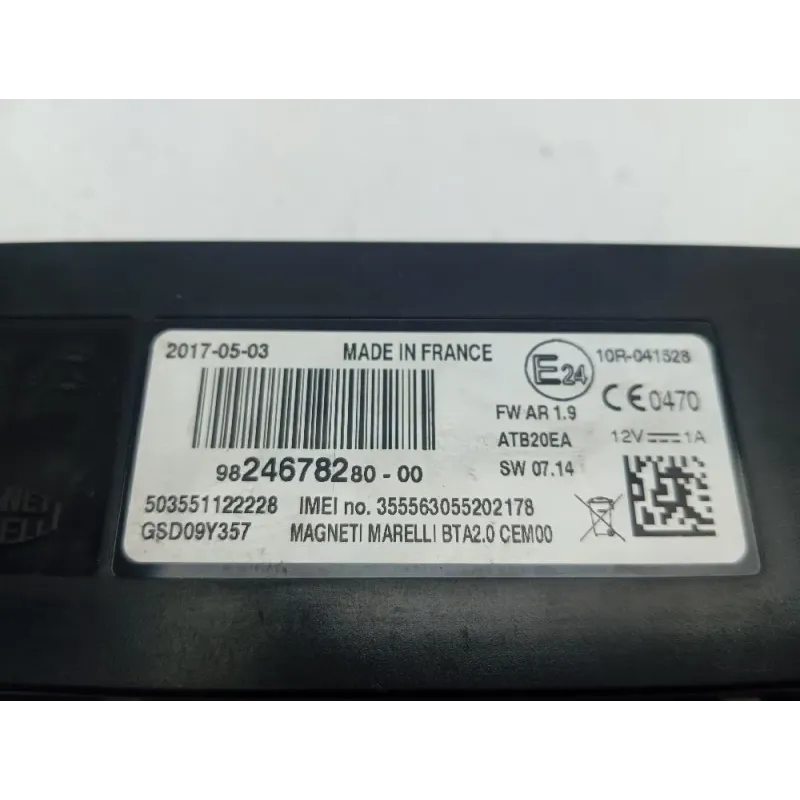 2017-05-03 MADE IN FRANCE E24 10R-041528
FW AR 1.9 CE0470
ATB20EA 12V 1A
9824678280-00 SW 07.14
503551122228 IMEI no. 355563055202178
GSD09Y357 MAGNETI MARELLI BTA2.0 CEM00